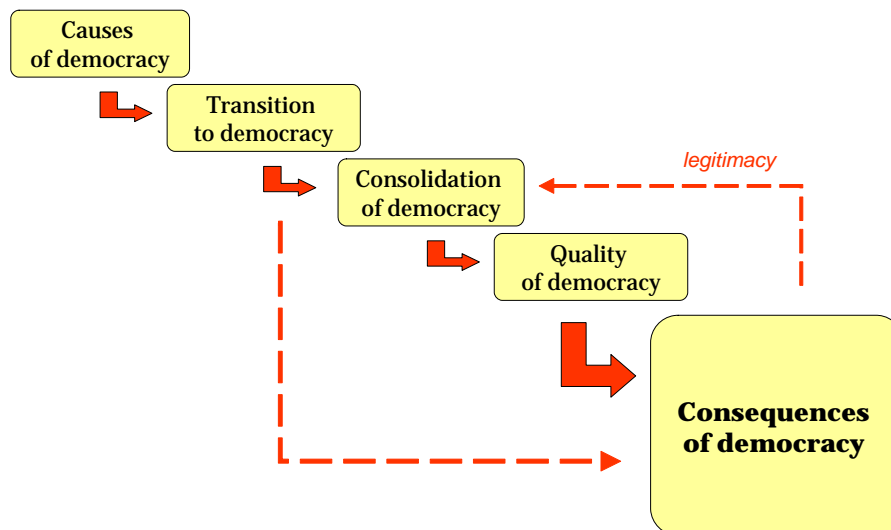 Causes
of democracy
Transition
to democracy
legitimacy
Consolidation
of democracy
Quality
of democracy
Consequences
of democracy